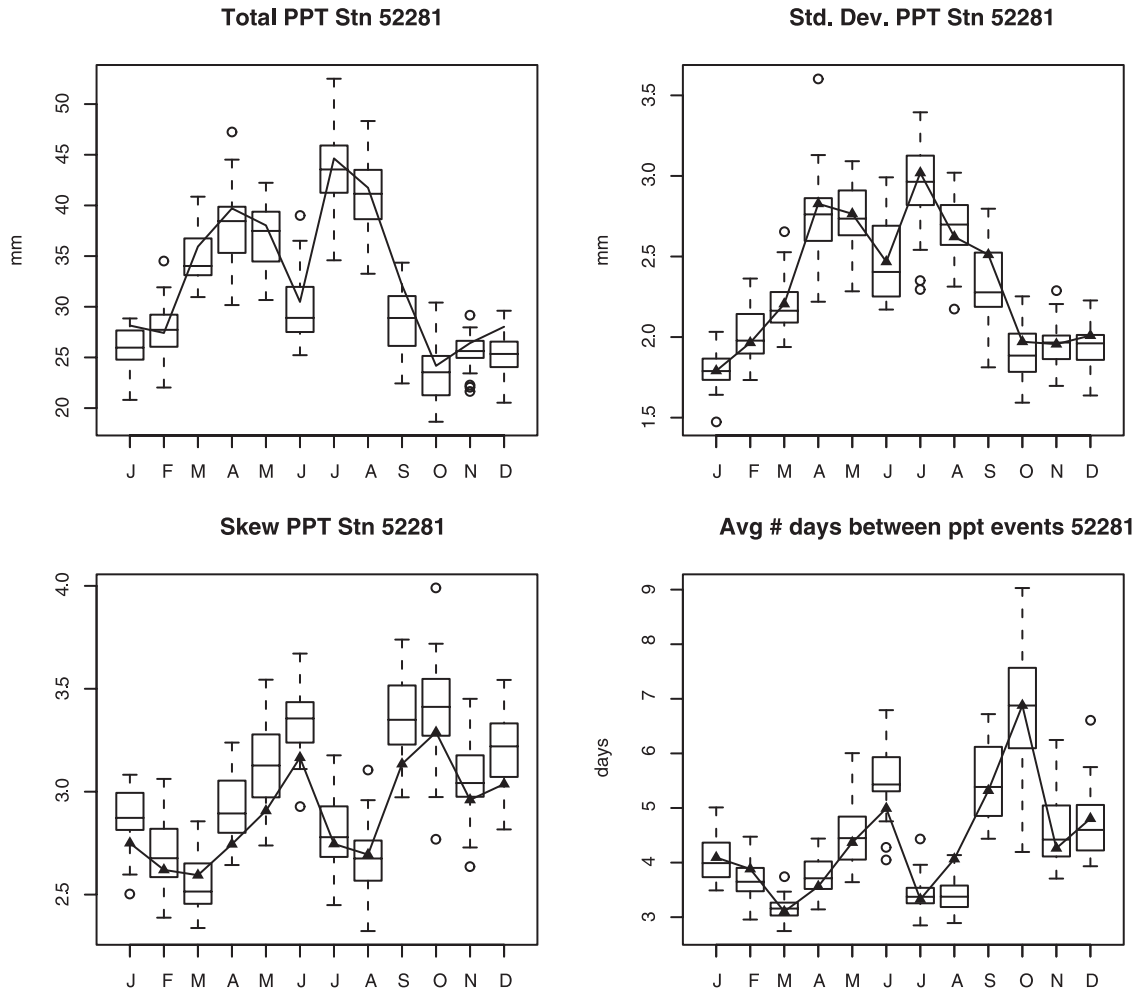 Total PPT Stn 52281
mm
50
45
40
35
30
25
20
J F M A M J J A S O N D
Std. Dev. PPT Stn 52281
mm
3.5
3.0
2.5
2.0
1.5
J F M A M J J A S O N D
Skew PPT Stn 52281
4.0
3.5
3.0
2.5
J F M A M J J A S O N D
Avg # days between ppt events 52281
days
9
8
7
6
5
4
3
J F M A M J J A S O N D